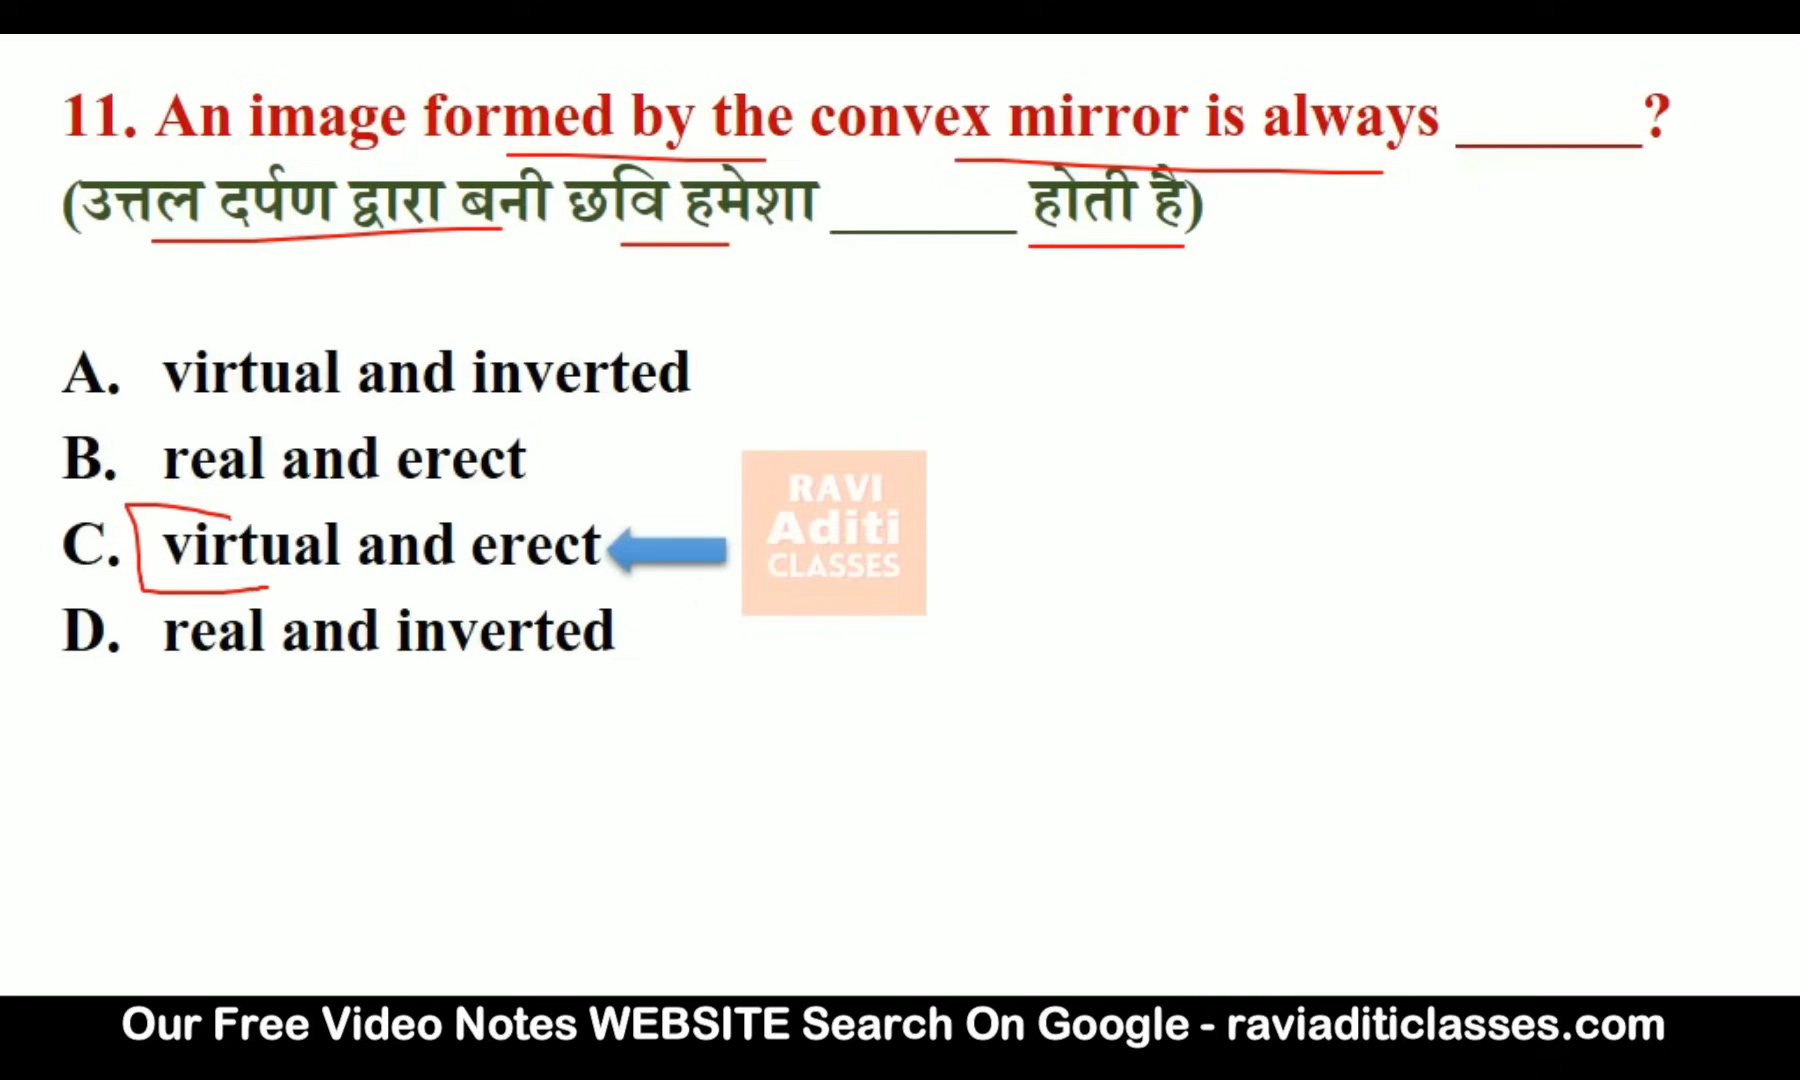 11. An image formed by the convex mirror is always ______?
(उत्तल दर्पण द्वारा बनी छवि हमेशा ______ होती है)
A. virtual and inverted
B. real and erect
C. virtual and erect
D. real and inverted
RAVI
Aditi
CLASSES
Our Free Video Notes WEBSITE Search On Google - raviaditiclasses.com